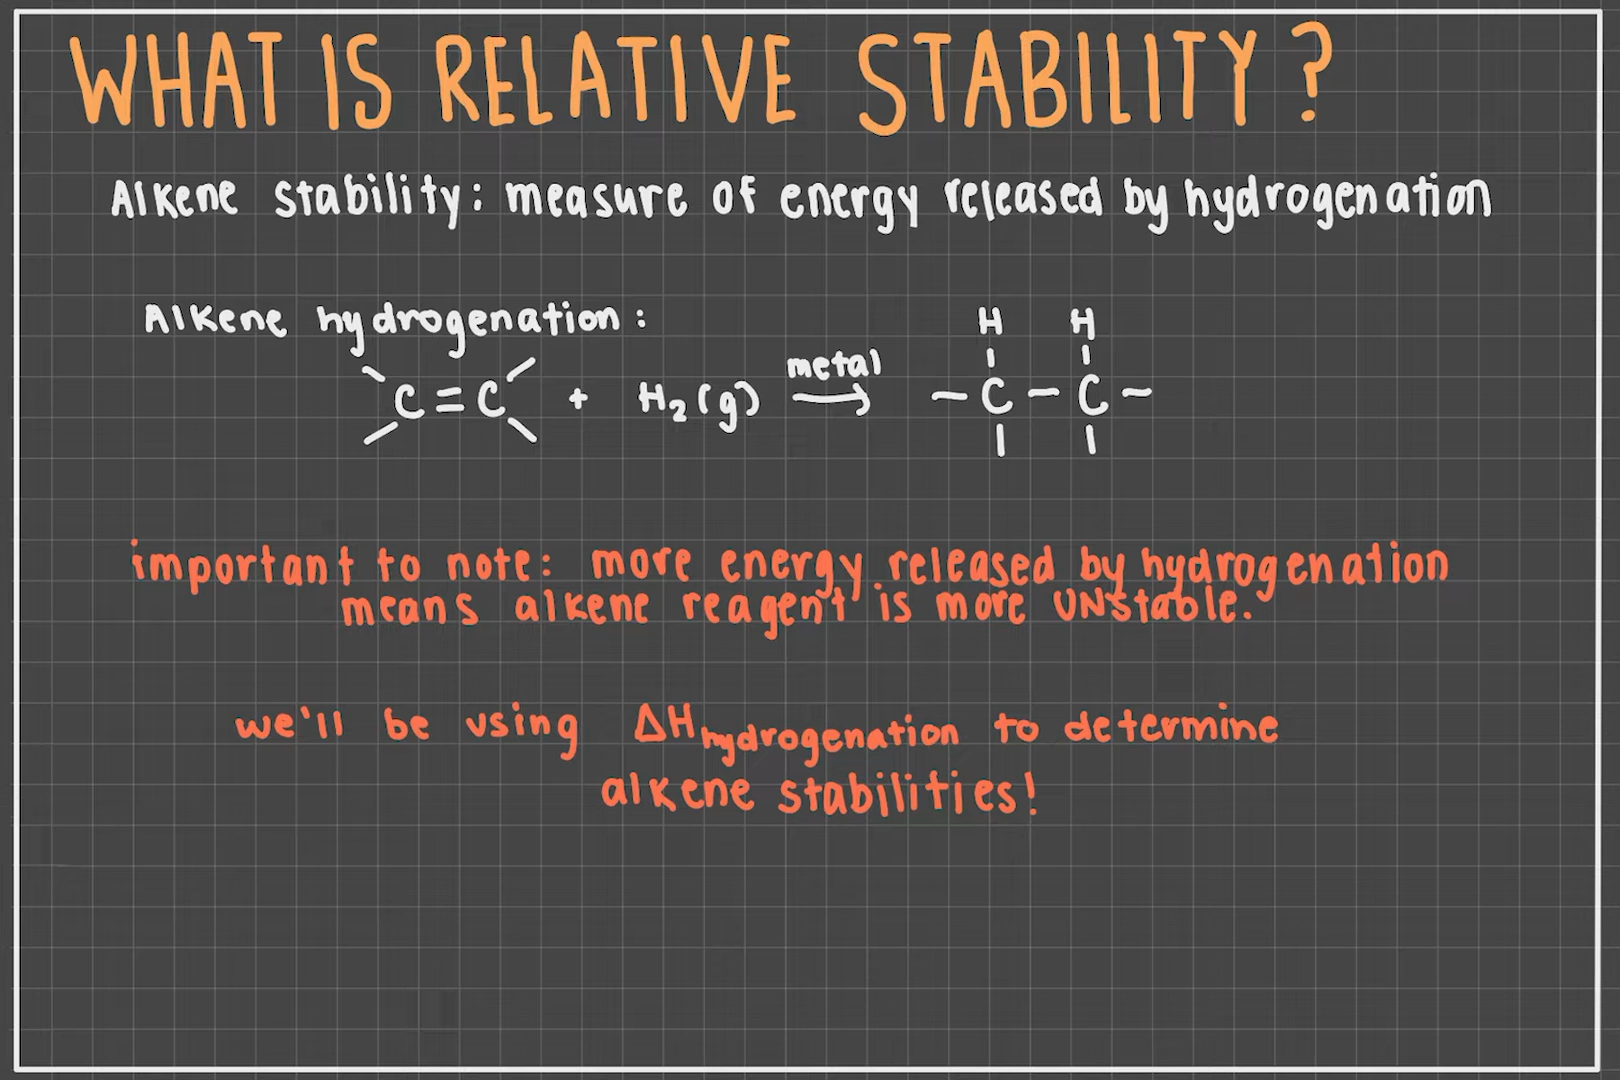 WHAT IS RELATIVE STABILITY?
Alkene stability: measure of energy released by hydrogenation
Alkene hydrogenation:
C=C + H₂(g) metal → -C-C-
H H
important to note: more energy released by hydrogenation
means alkene reagent is more UNstable.
we'll be using ΔHhydrogenation to determine
alkene stabilities!